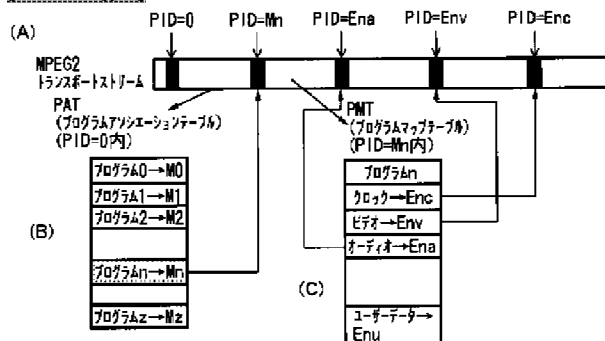 PID=0 PID=Mn PID=Ena PID=Env PID=Enc
(A)
MPEG2
トランスポートストリーム
PAT
(プログラムアソシエーションテーブル)
(PID=0内)
PMT
(プログラムマップテーブル)
(PID=Mn内)
(B)
プログラム0→M0
プログラム1→M1
プログラム2→M2
プログラムn→Mn
プログラムz→Mz
(C)
プログラムn
クロック→Enc
ビデオ→Env
オーディオ→Ena
ユーザーデータ→
Enu